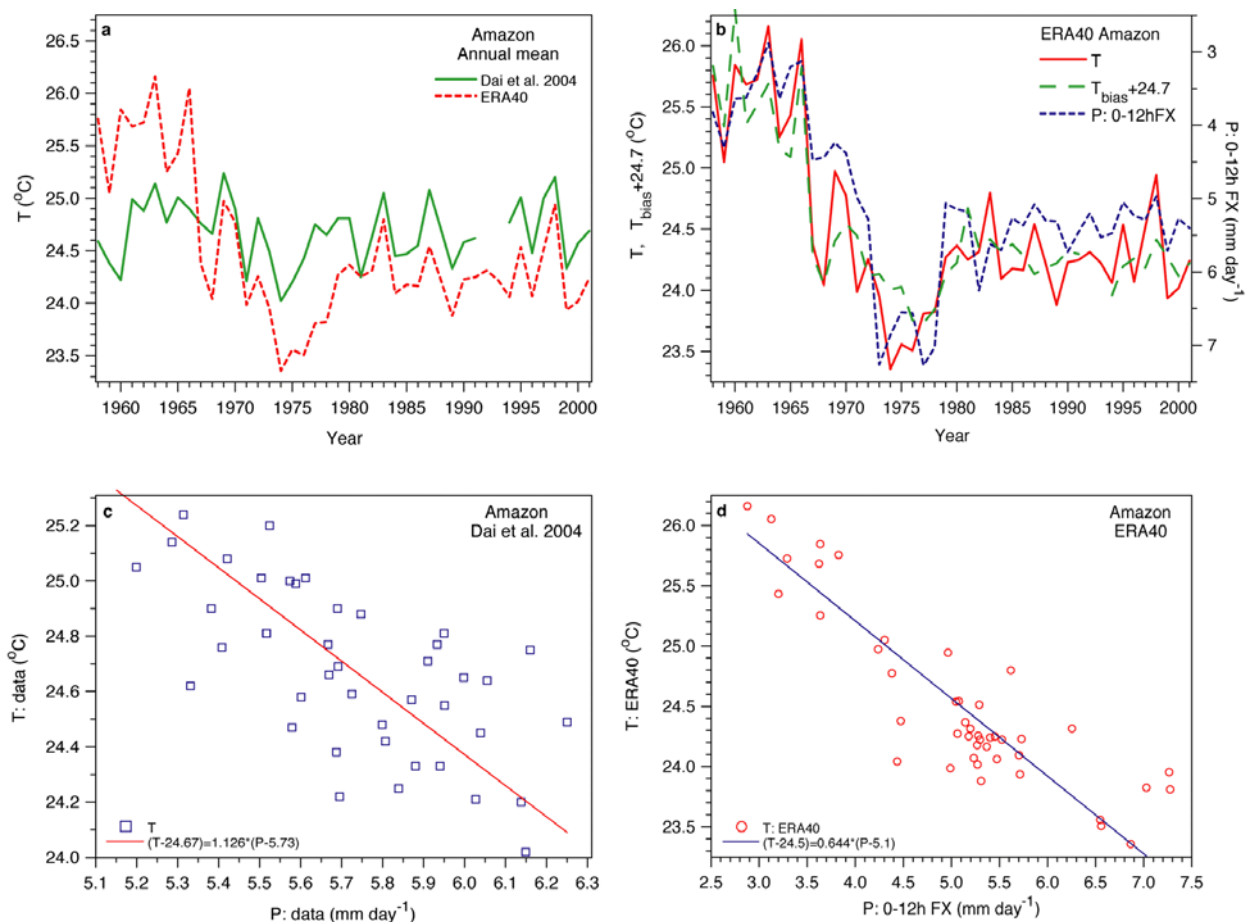 a
Amazon
Annual mean
Dai et al. 2004
ERA40
26.5
26.0
25.5
25.0
24.5
24.0
23.5
T (°C)
1960 1965 1970 1975 1980 1985 1990 1995 2000
Year
b
ERA40 Amazon
T
T_bias+24.7
P: 0-12hFX
26.0
25.5
25.0
24.5
24.0
23.5
T, T_bias+24.7 (°C)
3
4
5
6
7
P: 0-12h FX (mm day⁻¹)
1960 1965 1970 1975 1980 1985 1990 1995 2000
Year
c
Amazon
Dai et al. 2004
25.2
25.0
24.8
24.6
24.4
24.2
24.0
T: data (°C)
T
(T-24.67)=1.126*(P-5.73)
5.1 5.2 5.3 5.4 5.5 5.6 5.7 5.8 5.9 6.0 6.1 6.2 6.3
P: data (mm day⁻¹)
d
Amazon
ERA40
26.0
25.5
25.0
24.5
24.0
23.5
T: ERA40 (°C)
T: ERA40
(T-24.5)=0.644*(P-5.1)
2.5 3.0 3.5 4.0 4.5 5.0 5.5 6.0 6.5 7.0 7.5
P: 0-12h FX (mm day⁻¹)